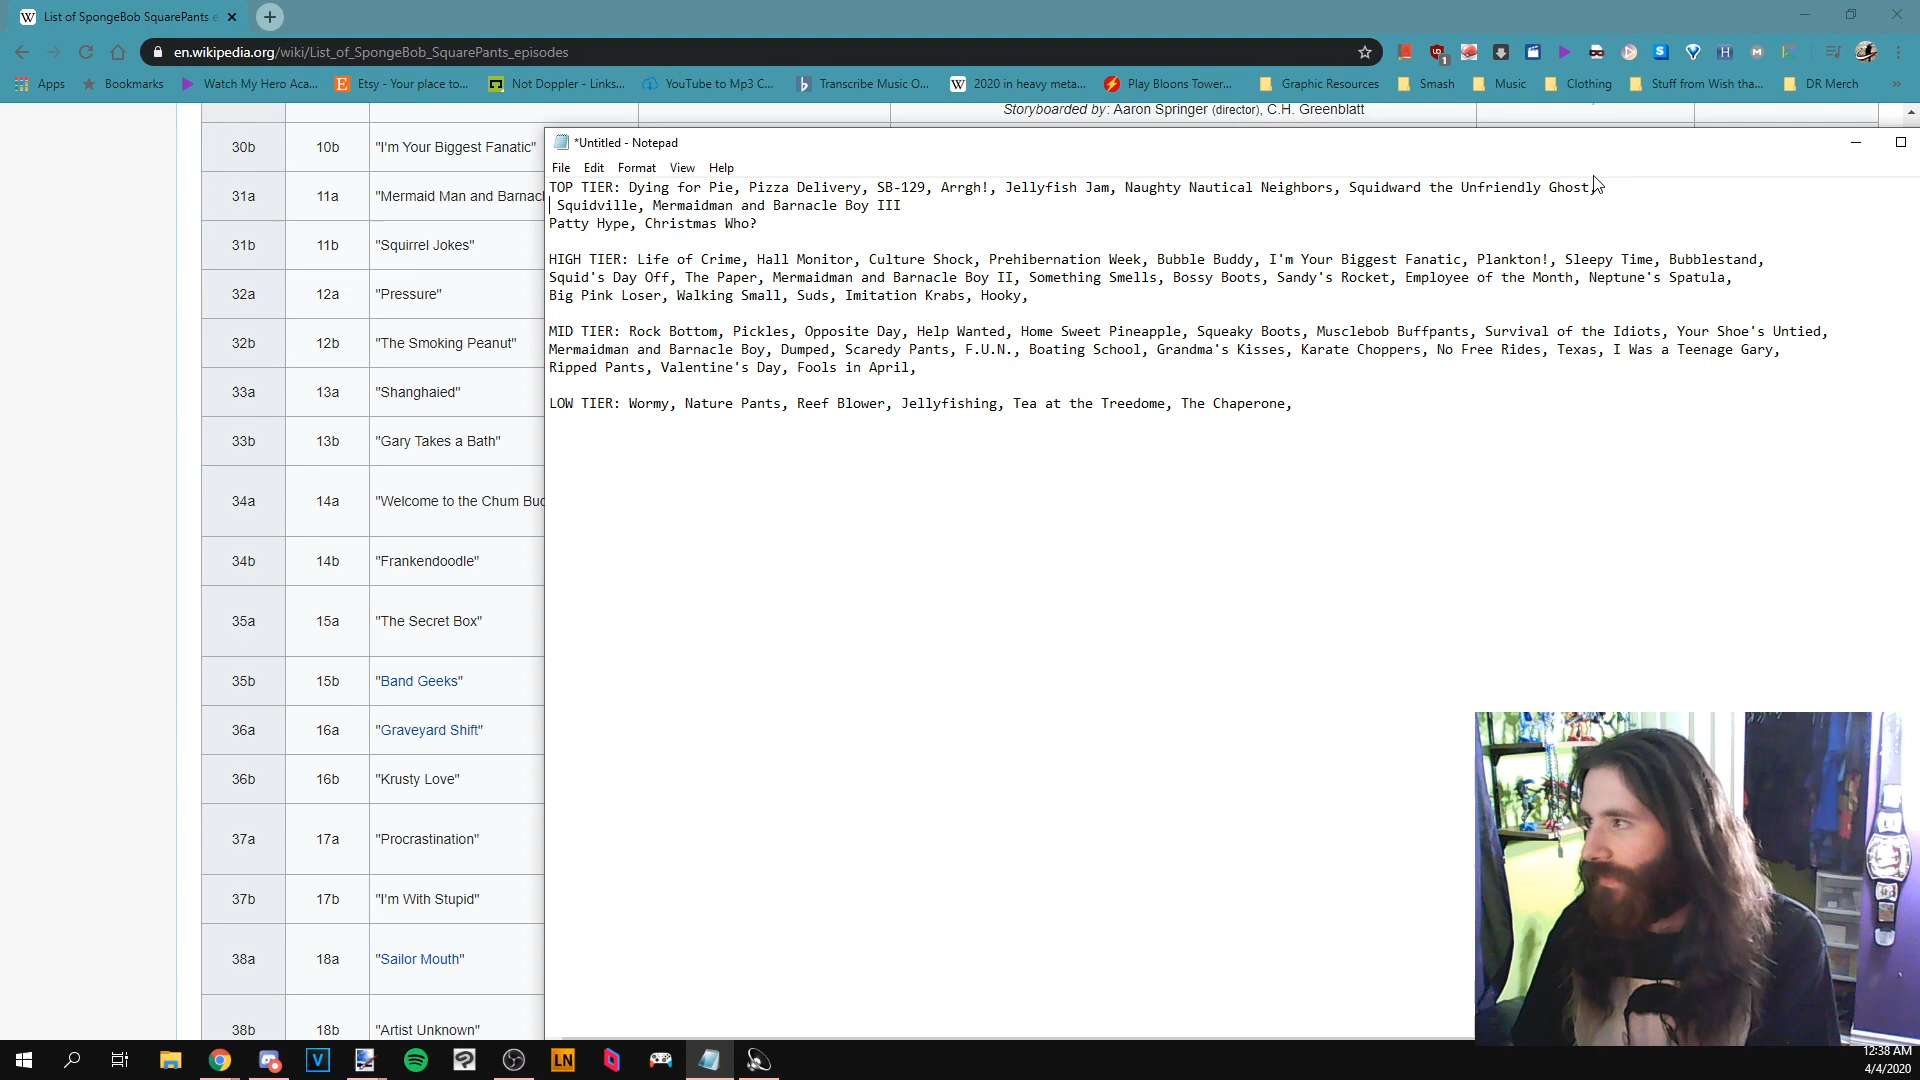 List of SpongeBob SquarePants e
en.wikipedia.org/wiki/List_of_SpongeBob_SquarePants_episodes
Apps Bookmarks Watch My Hero Aca... Etsy - Your place to... Not Doppler - Links... YouTube to Mp3 C... Transcribe Music O... 2020 in heavy meta... Play Bloons Tower... Graphic Resources Smash Music Clothing Stuff from Wish tha... DR Merch »
Storyboarded by: Aaron Springer (director), C.H. Greenblatt
30b 10b "I'm Your Biggest Fanatic"
31a 11a "Mermaid Man and Barnacl
31b 11b "Squirrel Jokes"
32a 12a "Pressure"
32b 12b "The Smoking Peanut"
33a 13a "Shanghaied"
33b 13b "Gary Takes a Bath"
34a 14a "Welcome to the Chum Buc
34b 14b "Frankendoodle"
35a 15a "The Secret Box"
35b 15b "Band Geeks"
36a 16a "Graveyard Shift"
36b 16b "Krusty Love"
37a 17a "Procrastination"
37b 17b "I'm With Stupid"
38a 18a "Sailor Mouth"
38b 18b "Artist Unknown"
*Untitled - Notepad
File Edit Format View Help
TOP TIER: Dying for Pie, Pizza Delivery, SB-129, Arrgh!, Jellyfish Jam, Naughty Nautical Neighbors, Squidward the Unfriendly Ghost,
Squidville, Mermaidman and Barnacle Boy III
Patty Hype, Christmas Who?
HIGH TIER: Life of Crime, Hall Monitor, Culture Shock, Prehibernation Week, Bubble Buddy, I'm Your Biggest Fanatic, Plankton!, Sleepy Time, Bubblestand,
Squid's Day Off, The Paper, Mermaidman and Barnacle Boy II, Something Smells, Bossy Boots, Sandy's Rocket, Employee of the Month, Neptune's Spatula,
Big Pink Loser, Walking Small, Suds, Imitation Krabs, Hooky,
MID TIER: Rock Bottom, Pickles, Opposite Day, Help Wanted, Home Sweet Pineapple, Squeaky Boots, Musclebob Buffpants, Survival of the Idiots, Your Shoe's Untied,
Mermaidman and Barnacle Boy, Dumped, Scaredy Pants, F.U.N., Boating School, Grandma's Kisses, Karate Choppers, No Free Rides, Texas, I Was a Teenage Gary,
Ripped Pants, Valentine's Day, Fools in April,
LOW TIER: Wormy, Nature Pants, Reef Blower, Jellyfishing, Tea at the Treedome, The Chaperone,
12:38 AM
4/4/2020